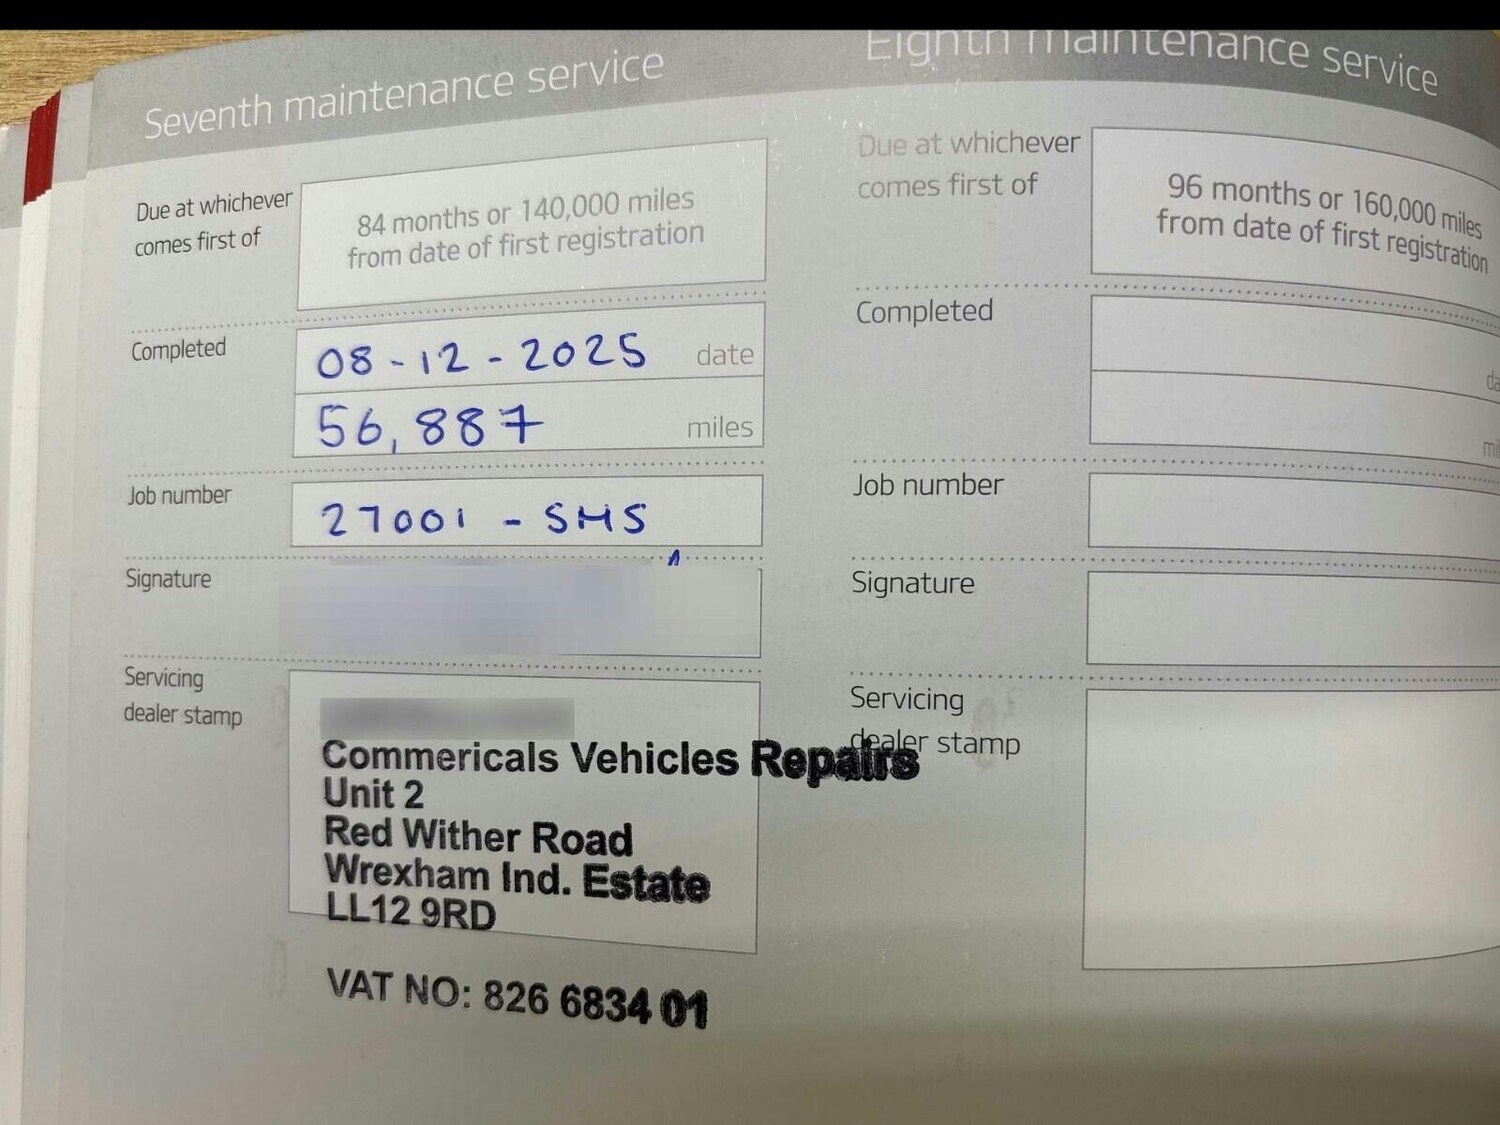 Seventh maintenance service
Due at whichever
comes first of
84 months or 140,000 miles
from date of first registration
Completed
08-12-2025 date
56,887 miles
Job number
27001 - SMS
Signature
Servicing
dealer stamp
Commericals Vehicles Repairs
Unit 2
Red Wither Road
Wrexham Ind. Estate
LL12 9RD
VAT NO: 826 6834 01
Eighth maintenance service
Due at whichever
comes first of
96 months or 160,000 miles
from date of first registration
Completed
Job number
Signature
Servicing
dealer stamp